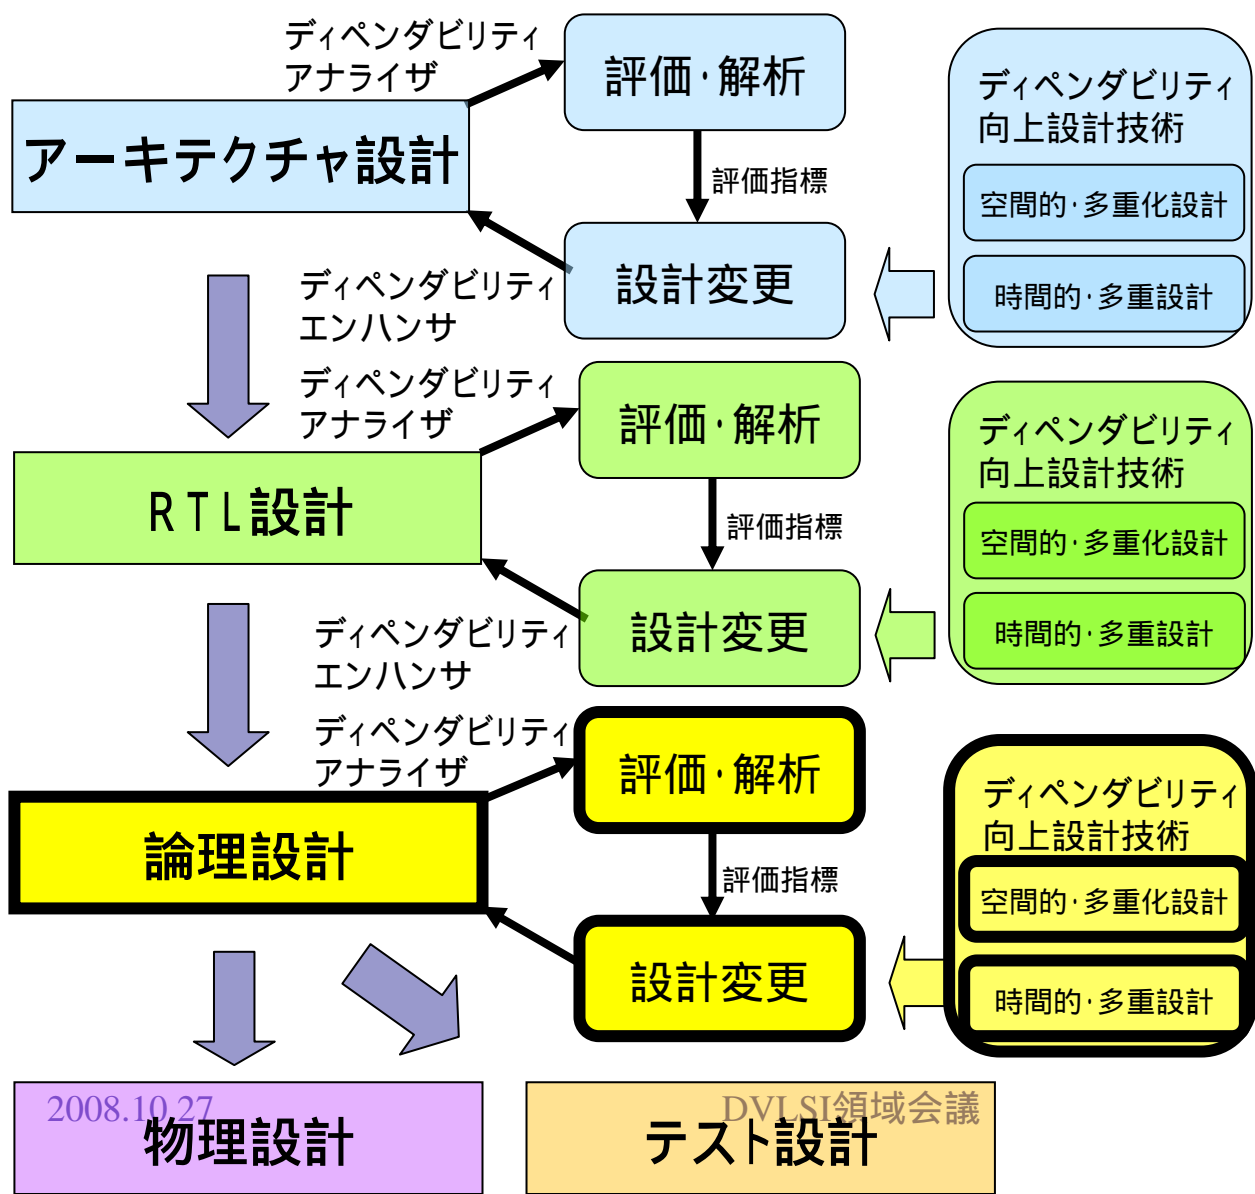 ディペンダビリティ
アナライザ
評価・解析
ディペンダビリティ
向上設計技術
アーキテクチャ設計
評価指標
空間的・多重化設計
設計変更
時間的・多重設計
ディペンダビリティ
エンハンサ
ディペンダビリティ
アナライザ
評価・解析
ディペンダビリティ
向上設計技術
RTL設計
評価指標
空間的・多重化設計
設計変更
時間的・多重設計
ディペンダビリティ
エンハンサ
ディペンダビリティ
アナライザ
評価・解析
ディペンダビリティ
向上設計技術
論理設計
評価指標
空間的・多重化設計
設計変更
時間的・多重設計
2008.10.27
DVLSI領域会議
物理設計
テスト設計